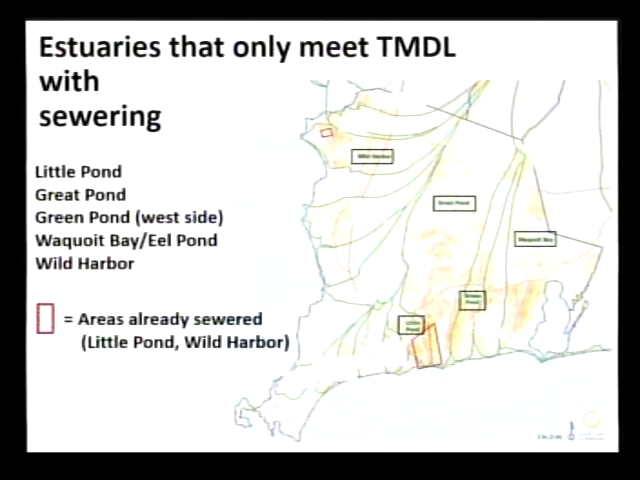 Estuaries that only meet TMDL
with
sewering
Little Pond
Great Pond
Green Pond (west side)
Waquoit Bay/Eel Pond
Wild Harbor
= Areas already sewered
(Little Pond, Wild Harbor)
Wild Harbor
Great Pond
Waquoit Bay
Green
Pond
Little
Pond